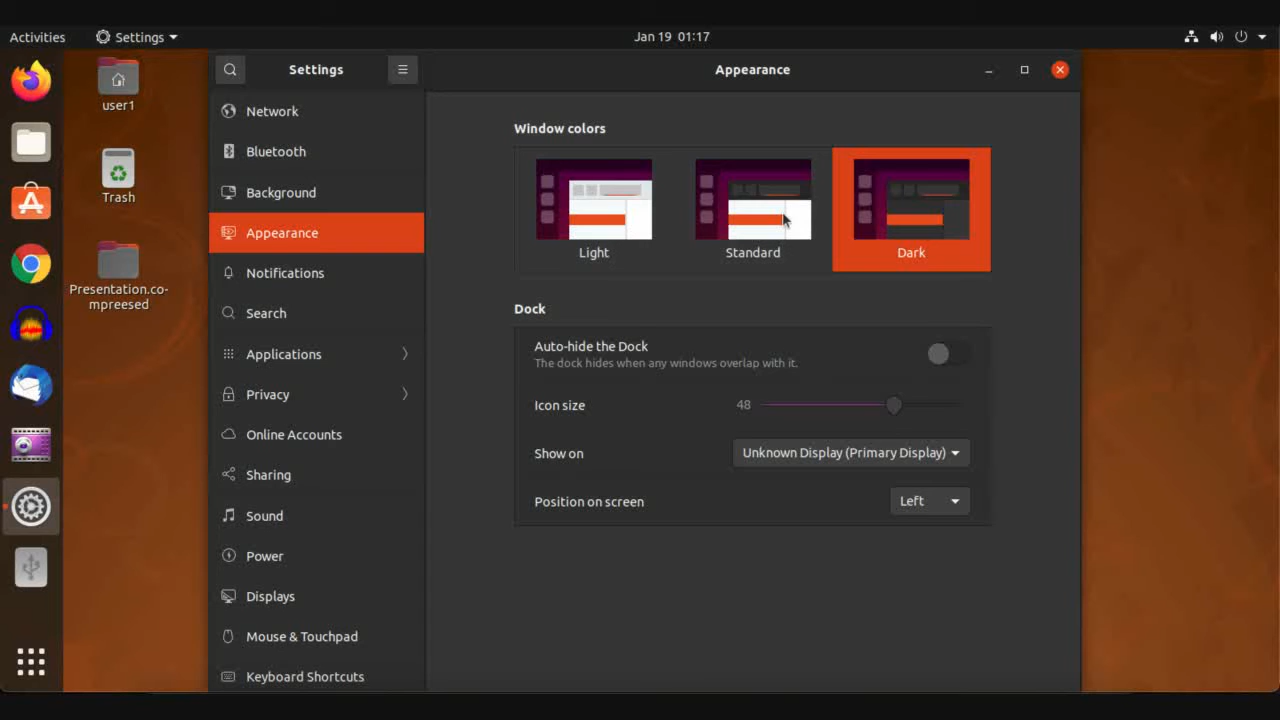 Activities
Settings
Jan 19 01:17
user1
Trash
Presentation.co-
mpreesed
Settings
Network
Bluetooth
Background
Appearance
Notifications
Search
Applications
Privacy
Online Accounts
Sharing
Sound
Power
Displays
Mouse & Touchpad
Keyboard Shortcuts
Appearance
Window colors
Light
Standard
Dark
Dock
Auto-hide the Dock
The dock hides when any windows overlap with it.
Icon size 48
Show on Unknown Display (Primary Display)
Position on screen Left